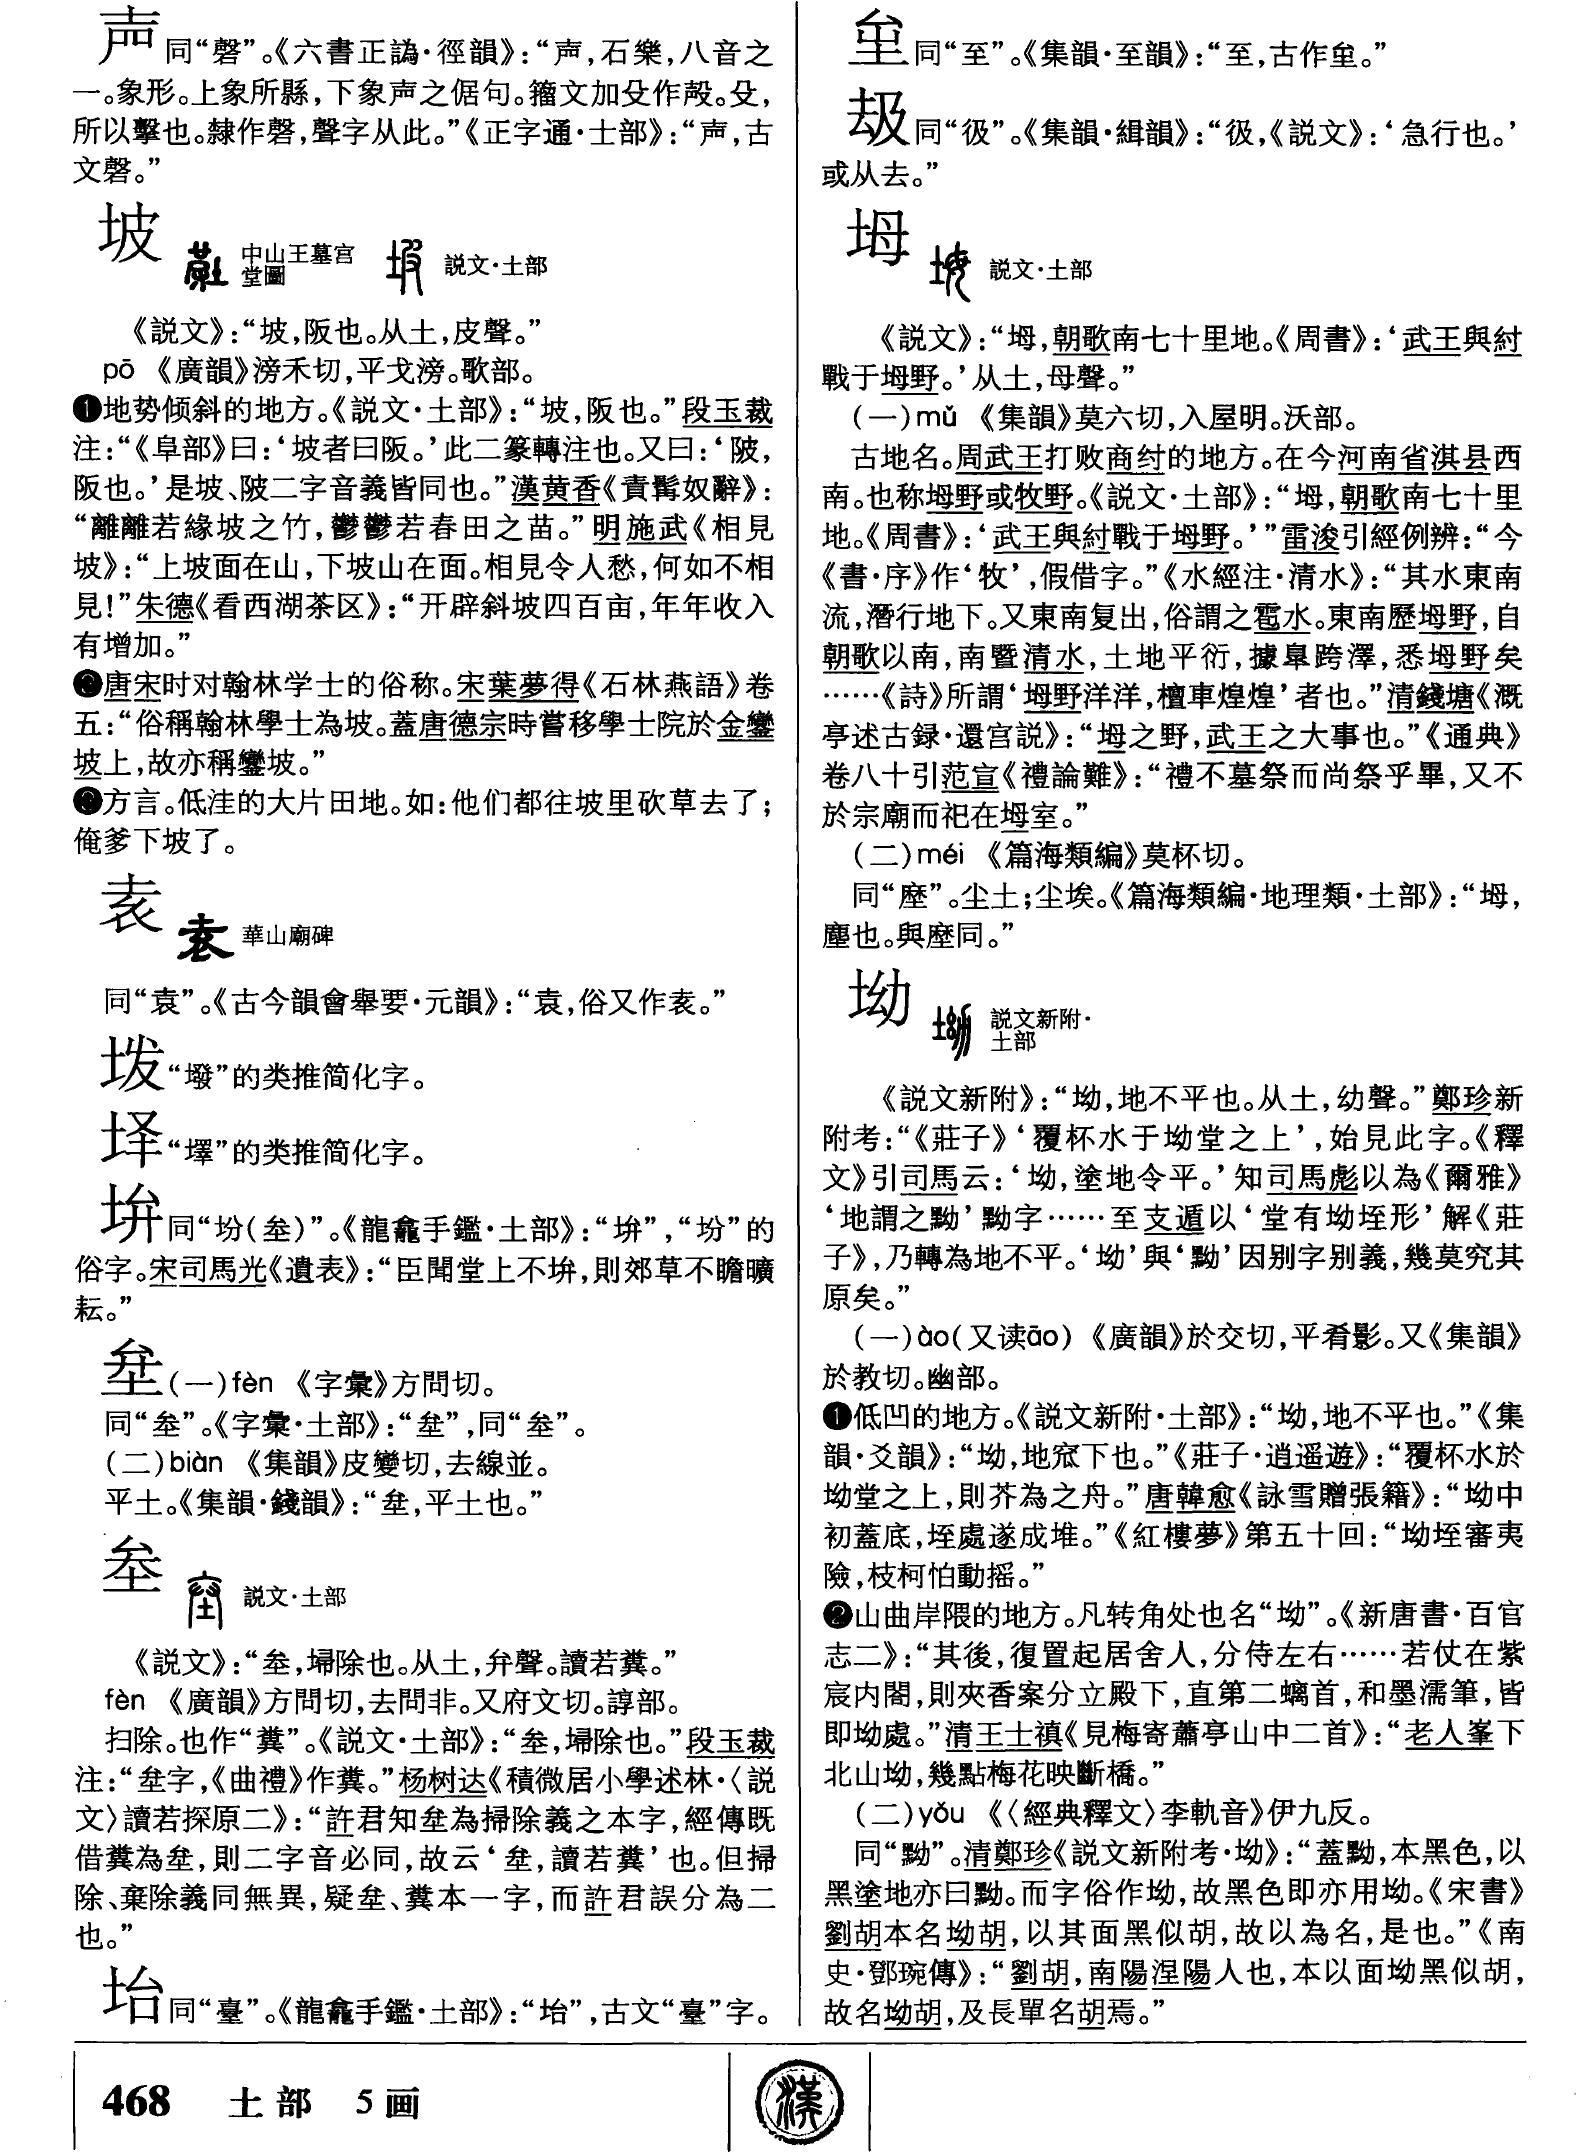 声同“磬”。《六書正譌·徑韻》：“声，石樂，八音之
一。象形。上象所縣，下象声之倨句。籀文加殳作殸。殳，
所以擊也。隸作磬，聲字从此。”《正字通·士部》：“声，古
文磬。”
坡 中山王墓宫堂圖 説文·土部
《説文》：“坡，阪也。从土，皮聲。”
pō 《廣韻》滂禾切，平戈滂。歌部。
❶地势倾斜的地方。《説文·土部》：“坡，阪也。”段玉裁
注：“《阜部》曰：‘坡者曰阪。’此二篆轉注也。又曰：‘陂，
阪也。’是坡、陂二字音義皆同也。”漢黄香《責髯奴辭》：
“離離若緣坡之竹，鬱鬱若春田之苗。”明施武《相見
坡》：“上坡面在山，下坡山在面。相見令人愁，何如不相
見！”朱德《看西湖茶区》：“开辟斜坡四百亩，年年收入
有增加。”
❷唐宋时对翰林学士的俗称。宋葉夢得《石林燕語》卷
五：“俗稱翰林學士為坡。蓋唐德宗時嘗移學士院於金鑾
坡上，故亦稱鑾坡。”
❸方言。低洼的大片田地。如：他们都往坡里砍草去了；
俺爹下坡了。
𡊮 華山廟碑
同“袁”。《古今韻會舉要·元韻》：“袁，俗又作𡊮。”
𰉏“墢”的类推简化字。
𪣆“墿”的类推简化字。
𡊢同“坋（坌）”。《龍龕手鑑·土部》：“𡊢”，“坋”的
俗字。宋司馬光《遺表》：“臣聞堂上不𡊢，則郊草不瞻曠
耘。”
㘺（一）fèn 《字彙》方問切。
同“𡊅”。《字彙·土部》：“㘺”，同“𡊅”。
（二）biàn 《集韻》皮變切，去線並。
平土。《集韻·綫韻》：“㘺，平土也。”
𡊅 説文·土部
《説文》：“𡊅，埽除也。从土，弁聲。讀若糞。”
fèn 《廣韻》方問切，去問非。又府文切。諄部。
扫除。也作“糞”。《説文·土部》：“𡊅，埽除也。”段玉裁
注：“㘺字，《曲禮》作糞。”杨树达《積微居小學述林·〈説
文〉讀若探原二》：“許君知㘺為掃除義之本字，經傳既
借糞為㘺，則二字音必同，故云‘㘺，讀若糞’也。但掃
除、棄除義同無異，疑㘺、糞本一字，而許君誤分為二
也。”
坮同“臺”。《龍龕手鑑·土部》：“坮”，古文“臺”字。
𡊏同“至”。《集韻·至韻》：“至，古作𡊏。”
㘝同“彶”。《集韻·緝韻》：“彶，《説文》：‘急行也。’
或从去。”
坶 説文·土部
《説文》：“坶，朝歌南七十里地。《周書》：‘武王與紂
戰于坶野。’从土，母聲。”
（一）mǔ 《集韻》莫六切，入屋明。沃部。
古地名。周武王打败商纣的地方。在今河南省淇县西
南。也称坶野或牧野。《説文·土部》：“坶，朝歌南七十里
地。《周書》：‘武王與紂戰于坶野。’”雷浚引經例辨：“今
《書·序》作‘牧’，假借字。”《水經注·清水》：“其水東南
流，潛行地下。又東南复出，俗謂之雹水。東南歷坶野，自
朝歌以南，南暨清水，土地平衍，據皋跨澤，悉坶野矣
……《詩》所謂‘坶野洋洋，檀車煌煌’者也。”清錢塘《溉
亭述古録·還宫説》：“坶之野，武王之大事也。”《通典》
卷八十引范宣《禮論難》：“禮不墓祭而尚祭乎畢，又不
於宗廟而祀在坶室。”
（二）méi 《篇海類編》莫杯切。
同“塺”。尘土；尘埃。《篇海類編·地理類·土部》：“坶，
塵也。與塺同。”
坳 説文新附·土部
《説文新附》：“坳，地不平也。从土，幼聲。”鄭珍新
附考：“《莊子》‘覆杯水于坳堂之上’，始見此字。《釋
文》引司馬云：‘坳，塗地令平。’知司馬彪以為《爾雅》
‘地謂之黝’黝字……至支遁以‘堂有坳垤形’解《莊
子》，乃轉為地不平。‘坳’與‘黝’因别字别義，幾莫究其
原矣。”
（一）ào（又读āo） 《廣韻》於交切，平肴影。又《集韻》
於教切。幽部。
❶低凹的地方。《説文新附·土部》：“坳，地不平也。”《集
韻·爻韻》：“坳，地窊下也。”《莊子·逍遥遊》：“覆杯水於
坳堂之上，則芥為之舟。”唐韓愈《詠雪贈張籍》：“坳中
初蓋底，垤處遂成堆。”《紅樓夢》第五十回：“坳垤審夷
險，枝柯怕動摇。”
❷山曲岸隈的地方。凡转角处也名“坳”。《新唐書·百官
志二》：“其後，復置起居舍人，分侍左右……若仗在紫
宸内閤，則夾香案分立殿下，直第二螭首，和墨濡筆，皆
即坳處。”清王士禛《見梅寄蕭亭山中二首》：“老人峯下
北山坳，幾點梅花映斷橋。”
（二）yǒu 《〈經典釋文〉李軌音》伊九反。
同“黝”。清鄭珍《説文新附考·坳》：“蓋黝，本黑色，以
黑塗地亦曰黝。而字俗作坳，故黑色即亦用坳。《宋書》
劉胡本名坳胡，以其面黑似胡，故以為名，是也。”《南
史·鄧琬傳》：“劉胡，南陽涅陽人也，本以面坳黑似胡，
故名坳胡，及長單名胡焉。”
468 土部 5画
漢